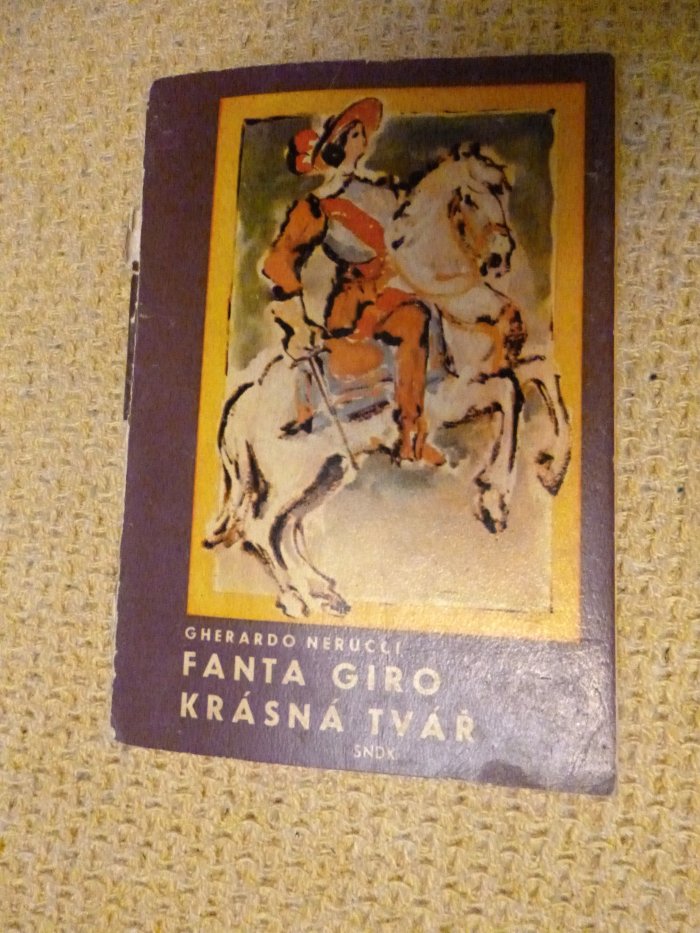 GHERARDO NERUCCI
FANTA GIRO
KRÁSNÁ TVÁŘ
SNDK